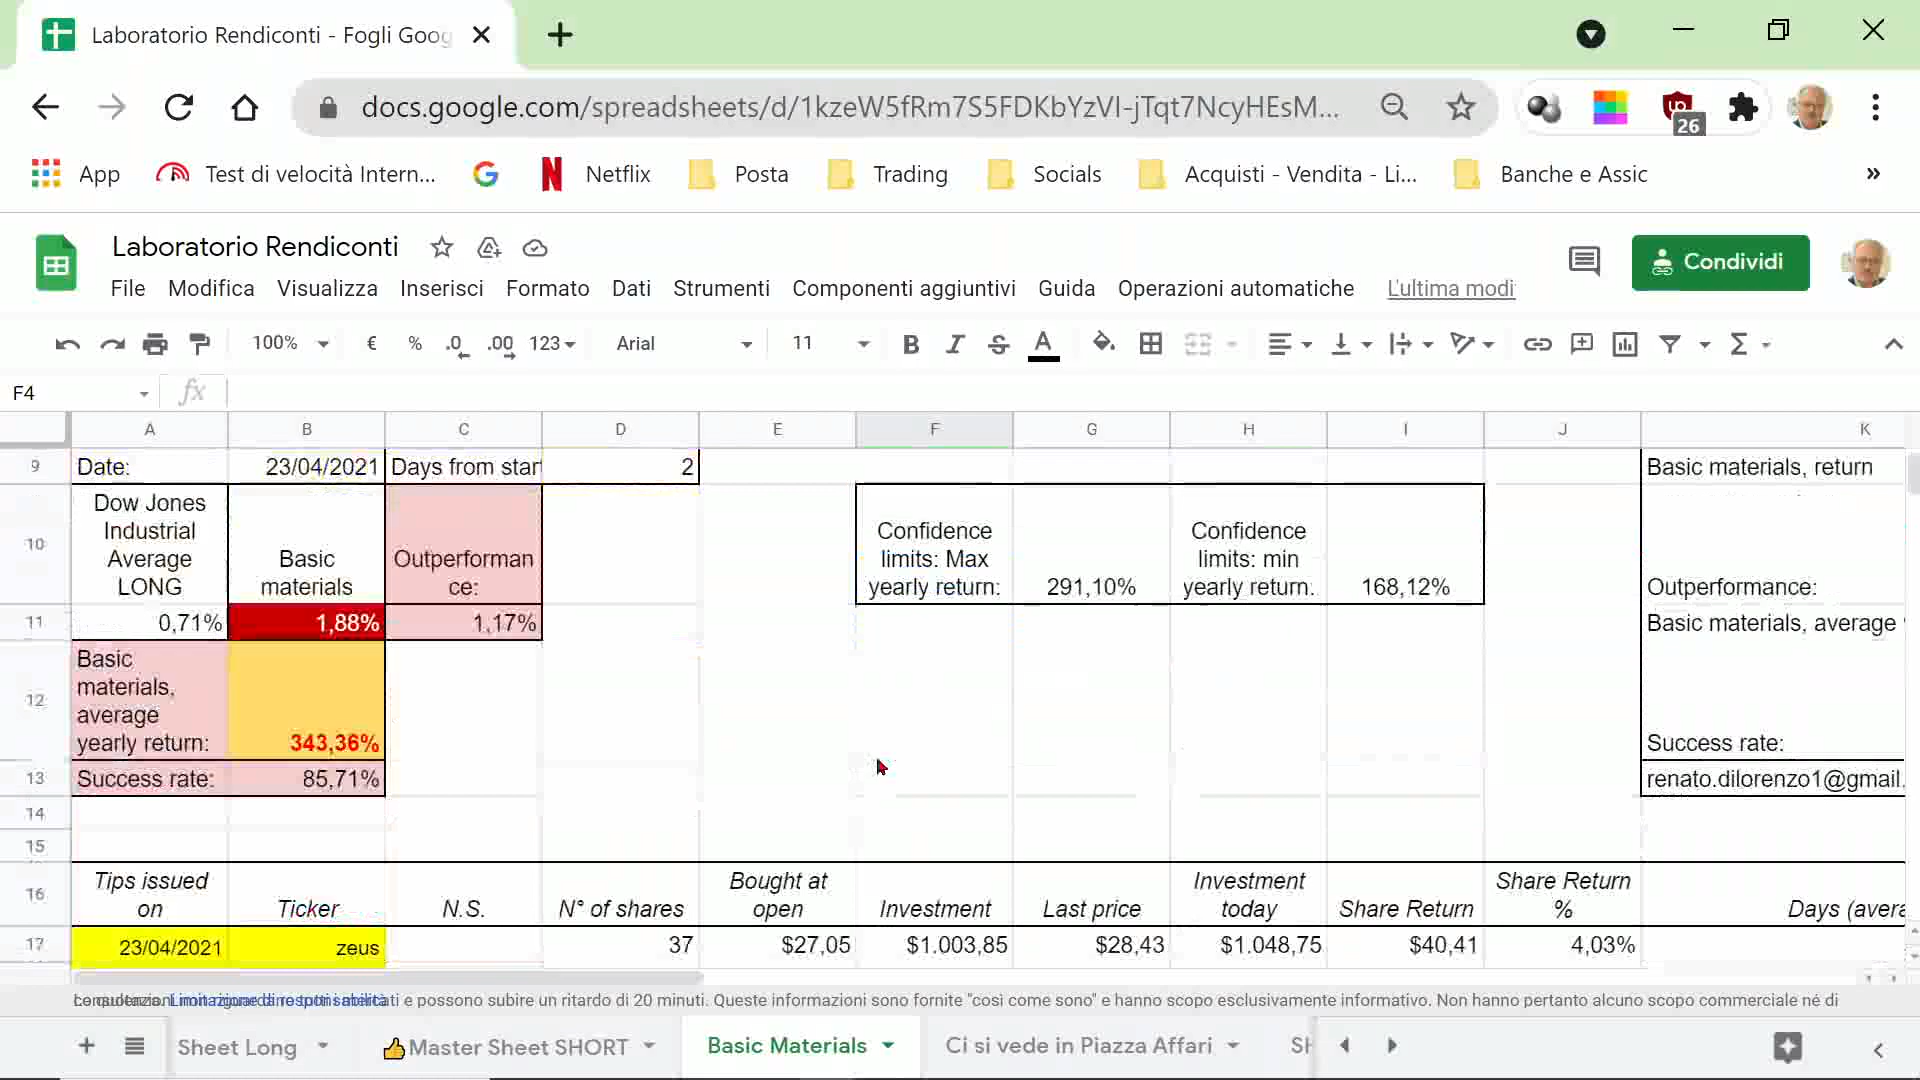 Laboratorio Rendiconti - Fogli Goog
docs.google.com/spreadsheets/d/1kzeW5fRm7S5FDKbYzVI-jTqt7NcyHEsM...
26
App Test di velocità Intern... Netflix Posta Trading Socials Acquisti - Vendita - Li... Banche e Assic »
Laboratorio Rendiconti
Condividi
File Modifica Visualizza Inserisci Formato Dati Strumenti Componenti aggiuntivi Guida Operazioni automatiche L'ultima modi
100% € % .0 .00 123 Arial 11 B I S A Σ
F4 fx
A B C D E F G H I J K
9 Date: 23/04/2021 Days from start 2 Basic materials, return
10 Dow Jones Industrial Average LONG Basic materials Outperforman ce: Confidence limits: Max yearly return: 291,10% Confidence limits: min yearly return. 168,12% Outperformance:
11 0,71% 1,88% 1,17% Basic materials, average
12 Basic materials, average yearly return: 343,36% Success rate:
13 Success rate: 85,71% renato.dilorenzo1@gmail.
14
15
16 Tips issued on Ticker N.S. N° of shares Bought at open Investment Last price Investment today Share Return Share Return % Days (avera
17 23/04/2021 zeus 37 $27,05 $1.003,85 $28,43 $1.048,75 $40,41 4,03%
e possono subire un ritardo di 20 minuti. Queste informazioni sono fornite "così come sono" e hanno scopo esclusivamente informativo. Non hanno pertanto alcuno scopo commerciale né di
Sheet Long Master Sheet SHORT Basic Materials Ci si vede in Piazza Affari